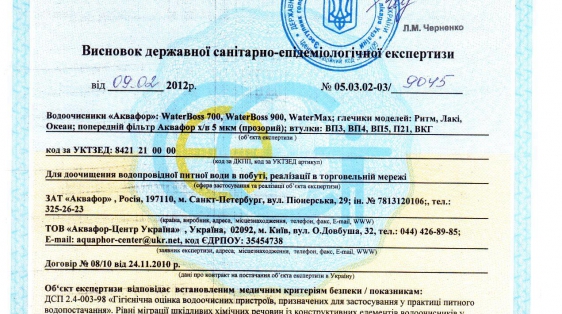 Л.М. Черненко
Висновок державної санітарно-епідеміологічної експертизи
від 09.02 2012р. № 05.03.02-03/ 9045
Водоочисники «Аквафор»: WaterBoss 700, WaterBoss 900, WaterMax; глечики моделей: Ритм, Лакі,
Океан; попередній фільтр Аквафор х/в 5 мкм (прозорий); втулки: ВП3, ВП4, ВП5, П21, ВКГ
(об'єкта експертизи)
код за УКТЗЕД: 8421 21 00 00
(код за ДКПП, код за УКТЗЕД артикул)
Для доочищення водопровідної питної води в побуті, реалізації в торговельній мережі
(сфера застосування та реалізації об'єкта експертизи)
ЗАТ «Аквафор» , Росія, 197110, м. Санкт-Петербург, вул. Піонерська, 29; ін. № 7813120106;, тел.:
325-26-23
(країна, виробник, адреса, місцезнаходження, телефон, факс, E-mail, WWW)
ТОВ «Аквафор-Центр Україна» , Україна, 02092, м. Київ, вул. О.Довбуша, 32, тел.: 044) 426-89-85;
E-mail: aquaphor-center@ukr.net, код ЄДРПОУ: 35454738
(заявник експертизи, адреса, місцезнаходження, телефон, факс, E-mail, WWW)
Договір № 08/10 від 24.11.2010 р.
(дані про контракт на постачання об'єкта експертизи в Україну)
Об'єкт експертизи відповідає встановленим медичним критеріям безпеки / показникам:
ДСП 2.4-003-98 «Гігієнічна оцінка водоочисних пристроїв, призначених для застосування у практиці питного
водопостачання». Рівні міграції шкідливих хімічних речовин із конструктивних елементів водоочисників у